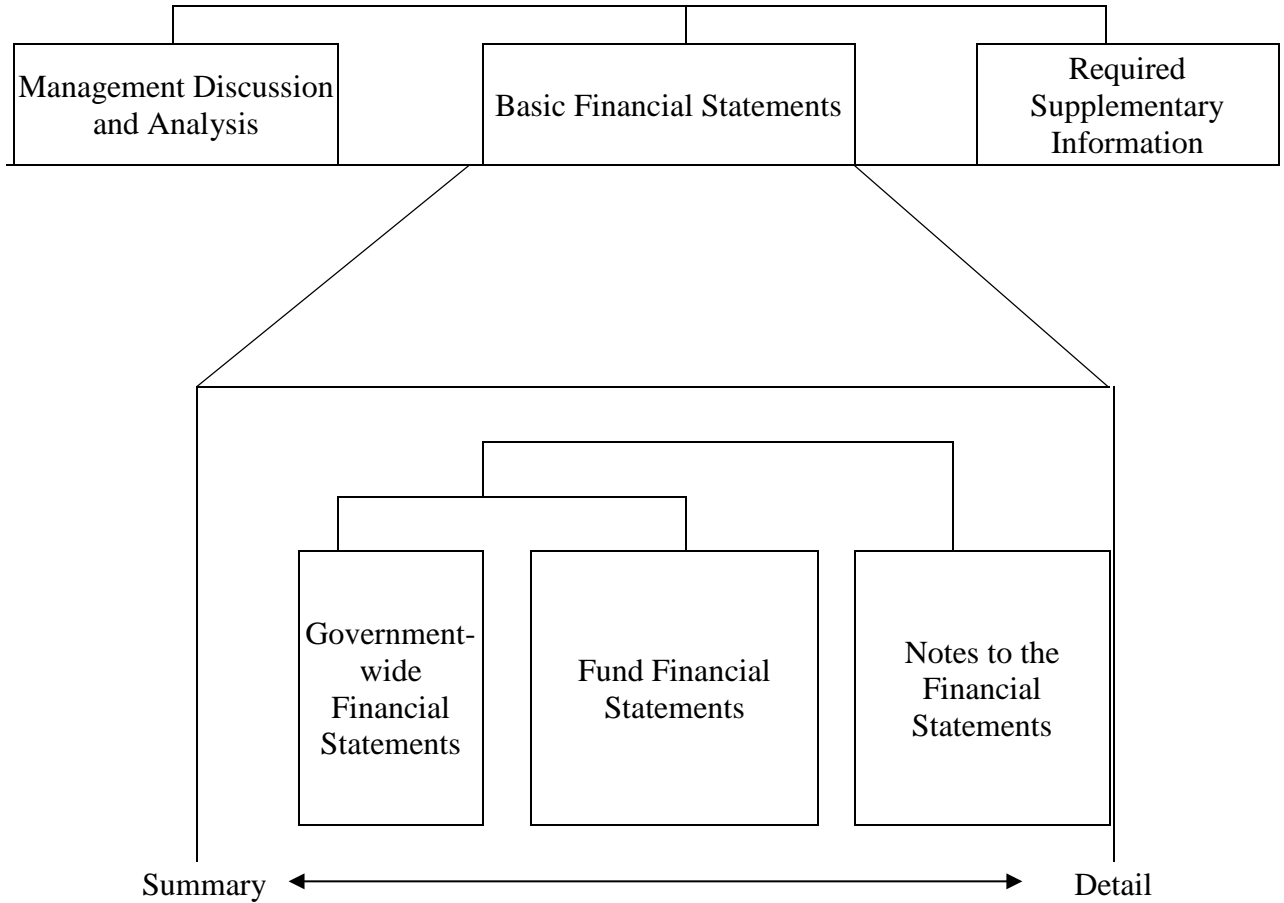 Management Discussion
and Analysis
Basic Financial Statements
Required
Supplementary
Information
Government-
wide
Financial
Statements
Fund Financial
Statements
Notes to the
Financial
Statements
Summary
Detail